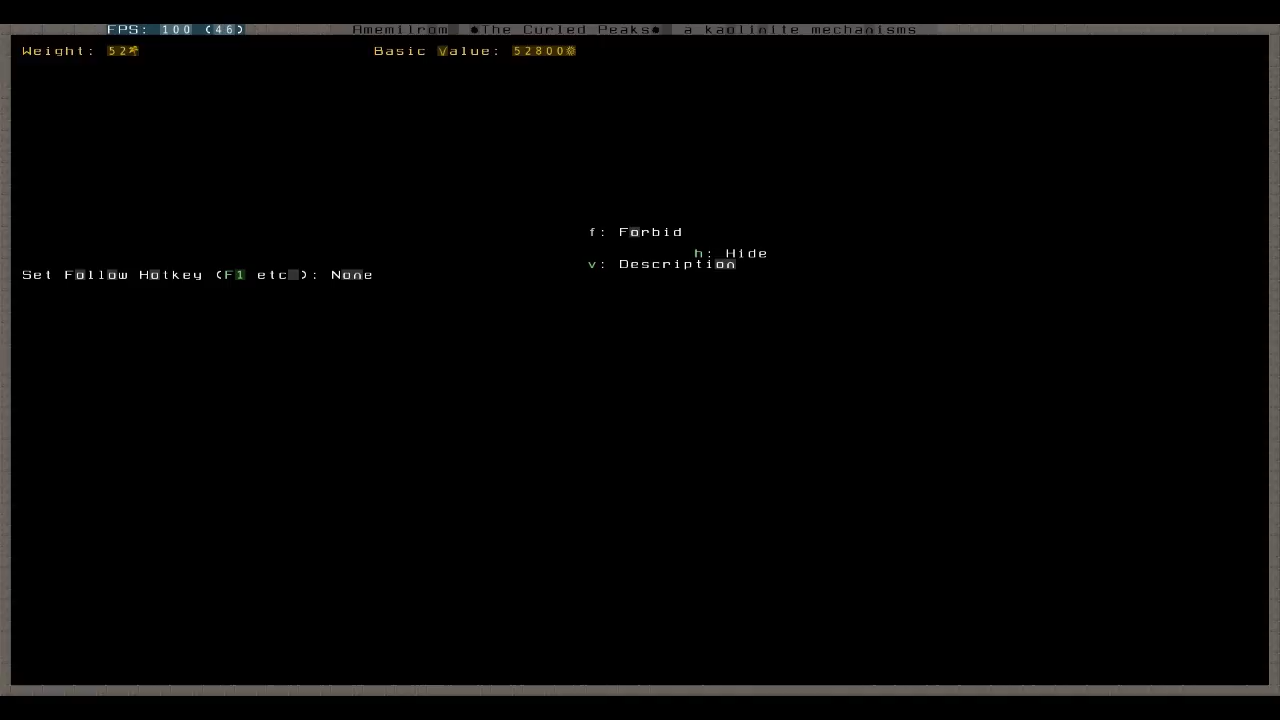 FPS: 100 (46) Amemilrom The Curled Peaks a kaolinite mechanisms
Weight: 52 Basic Value: 52800☼
f: Forbid
h: Hide
v: Description
Set Follow Hotkey (F1 etc ): None